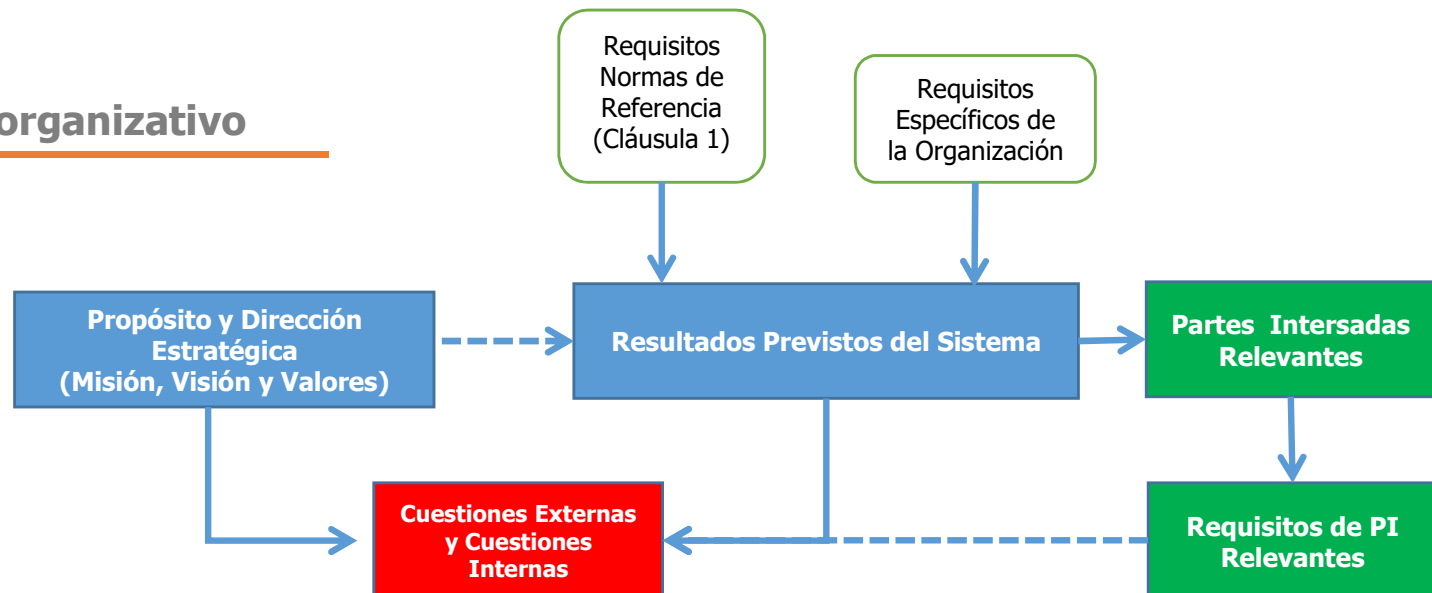 organizativo
Requisitos
Normas de
Referencia
(Cláusula 1)
Requisitos
Específicos de
la Organización
Propósito y Dirección
Estratégica
(Misión, Visión y Valores)
Resultados Previstos del Sistema
Partes Intersadas
Relevantes
Cuestiones Externas
y Cuestiones
Internas
Requisitos de PI
Relevantes